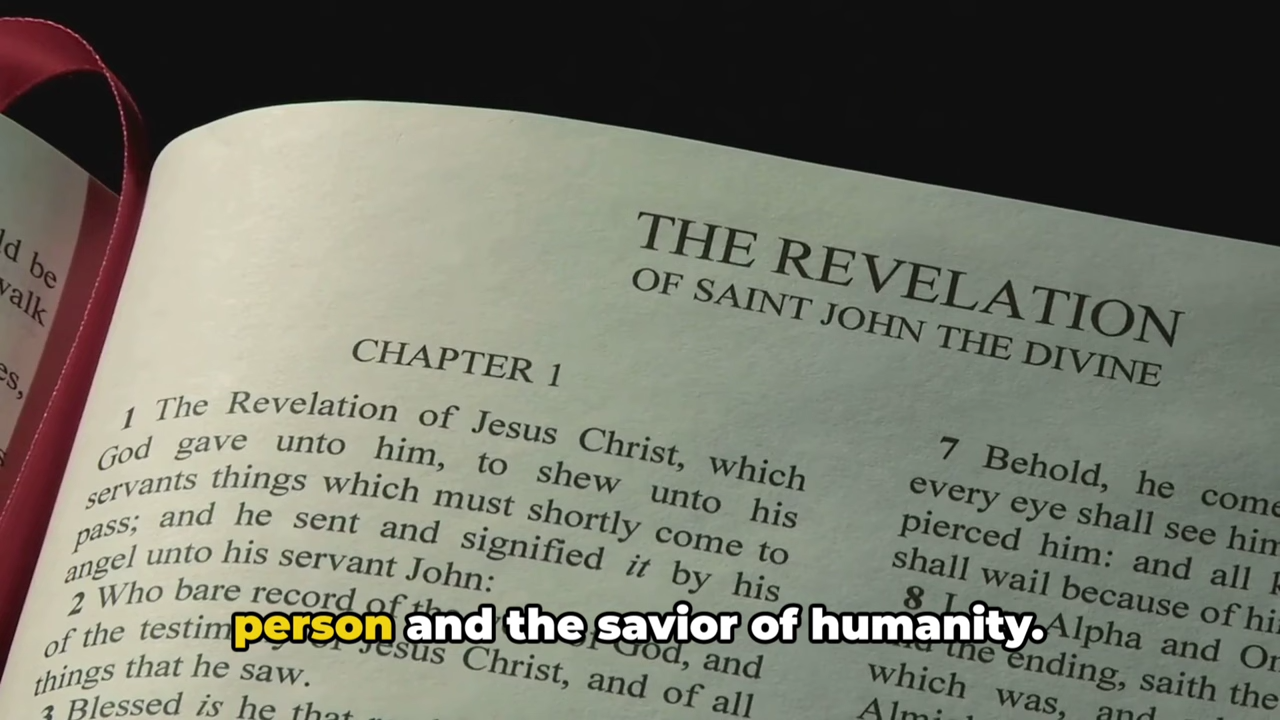 ld be
walk
es,
THE REVELATION
OF SAINT JOHN THE DIVINE
CHAPTER 1
1 The Revelation of Jesus Christ, which
God gave unto him, to shew unto his
servants things which must shortly come to
pass; and he sent and signified it by his
angel unto his servant John:
2 Who bare record of the
of the of Jesus Christ, and of all
things that he saw.
3 Blessed is he that
7 Behold, he come
every eye shall see him
pierced him: and all
shall wail because of hi
8 Alpha and
and the ending, saith the
which was, and
person and the savior of humanity.